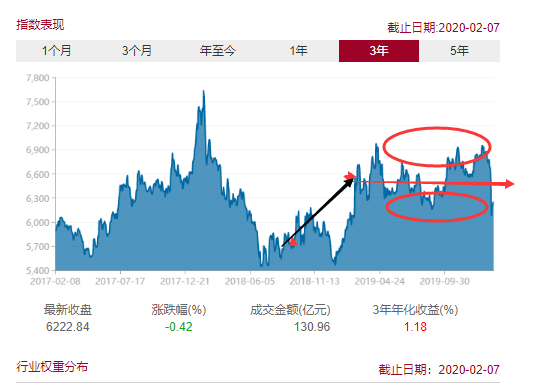 指数表现 截止日期:2020-02-07
1个月 3个月 年至今 1年 3年 5年
7,800
7,200
6,900
6,600
6,300
6,000
5,700
5,400
2017-02-08 2017-07-17 2017-12-21 2018-06-05 2018-11-13 2019-04-24 2019-09-30
最新收盘 涨跌幅(%) 成交金额(亿元) 3年年化收益(%)
6222.84 -0.42 130.96 1.18
行业权重分布 截止日期：2020-02-07